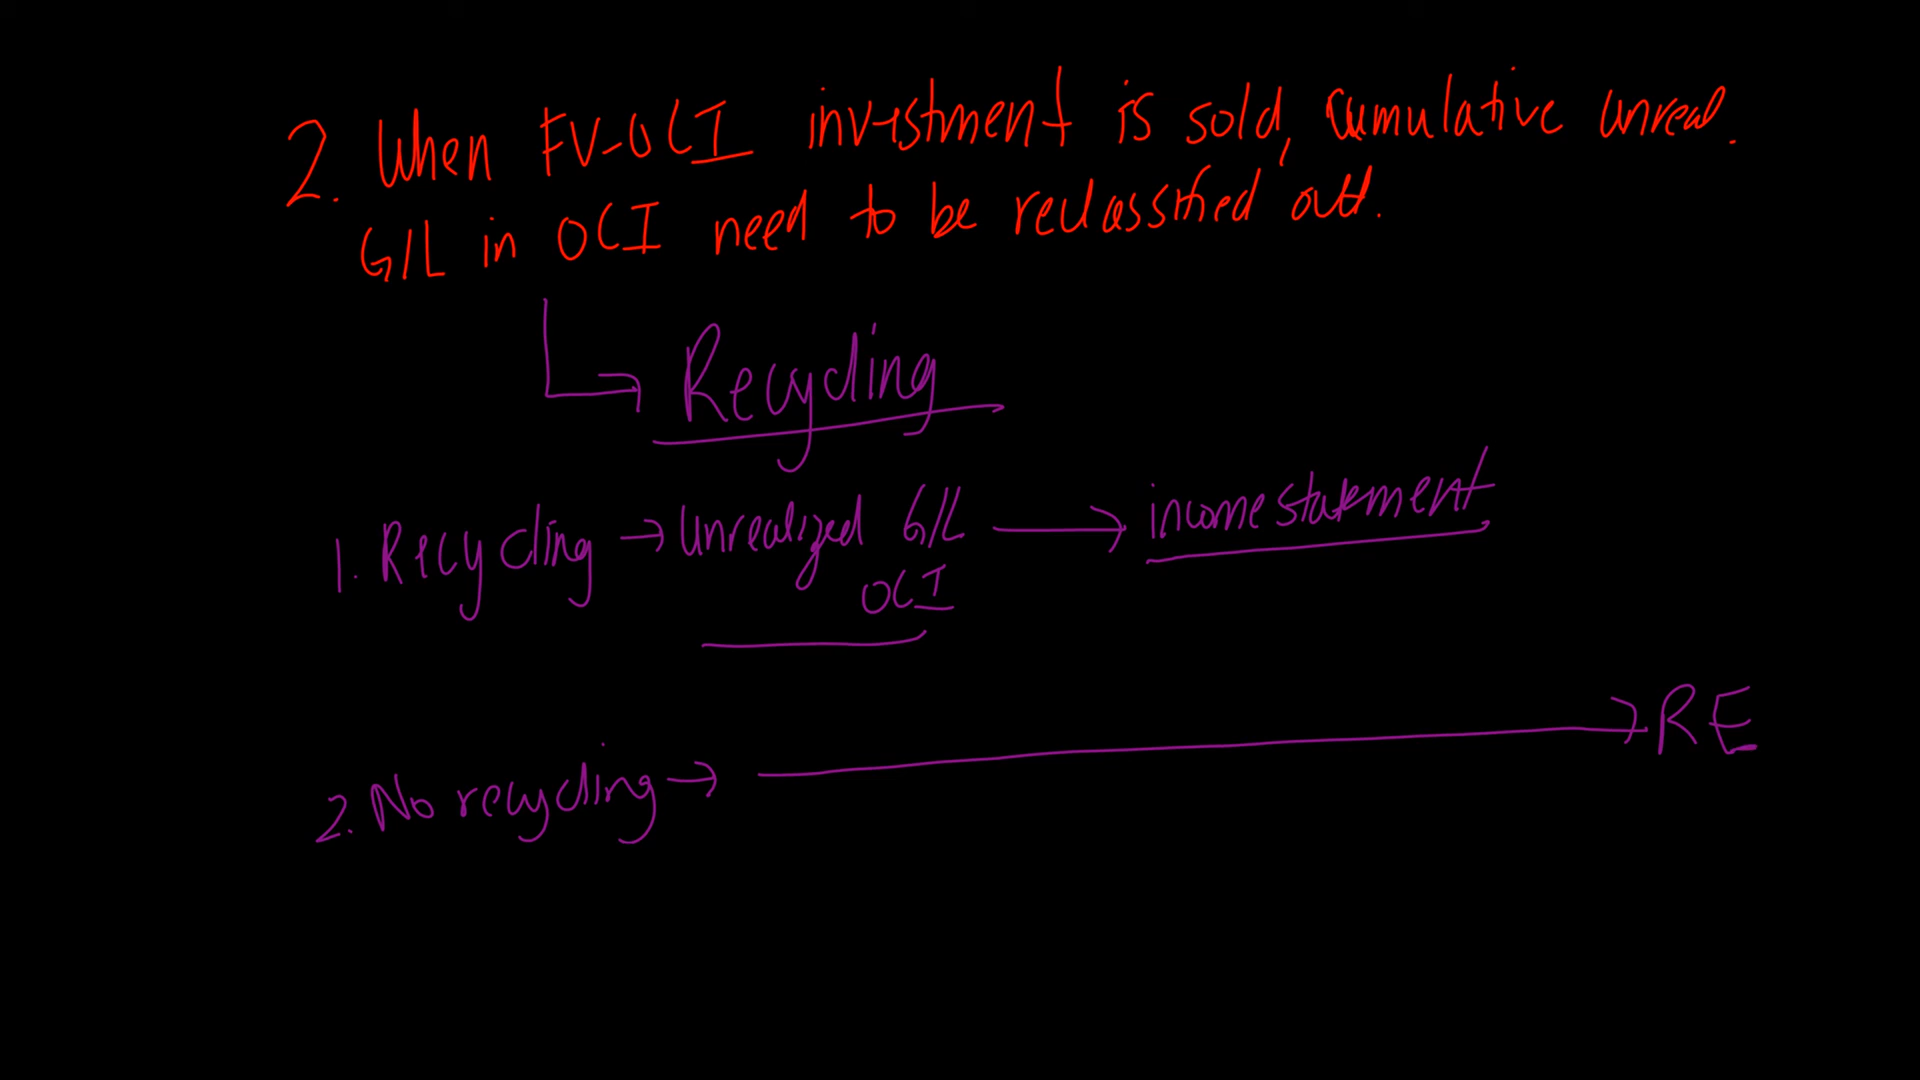 2. When FV-OCI investment is sold, cumulative unreal.
G/L in OCI need to be reclassified out.
Recycling
1. Recycling → Unrealized G/L → income statement
OCI
2. No recycling → → RE